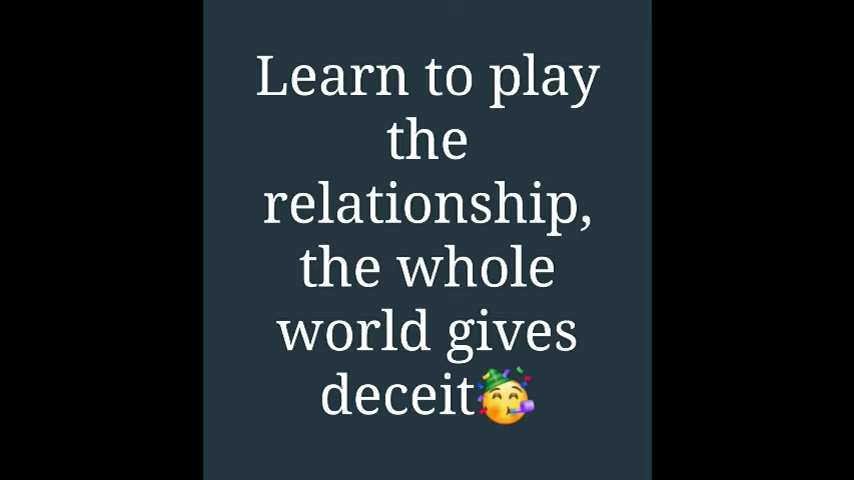 Learn to play
the
relationship,
the whole
world gives
deceit🥳